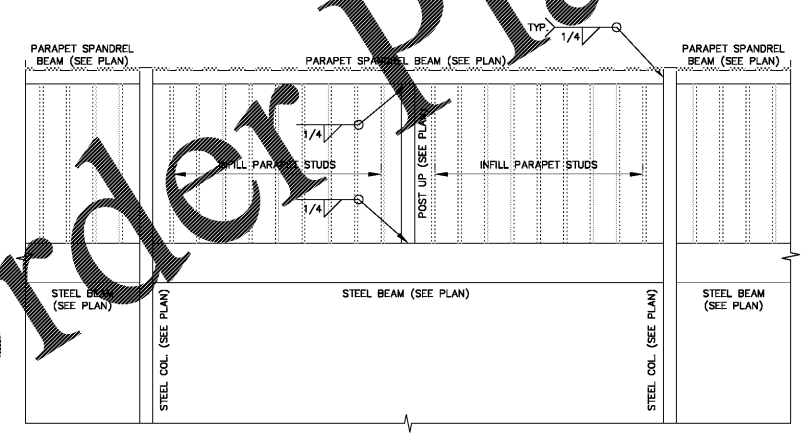 TYP.
1/4
PARAPET SPANDREL
BEAM (SEE PLAN)
PARAPET SPANDREL BEAM (SEE PLAN)
PARAPET SPANDREL
BEAM (SEE PLAN)
1/4
INFILL PARAPET STUDS
POST UP (SEE PLAN)
INFILL PARAPET STUDS
1/4
STEEL BEAM
(SEE PLAN)
STEEL COL. (SEE PLAN)
STEEL BEAM (SEE PLAN)
STEEL COL. (SEE PLAN)
STEEL BEAM
(SEE PLAN)
order